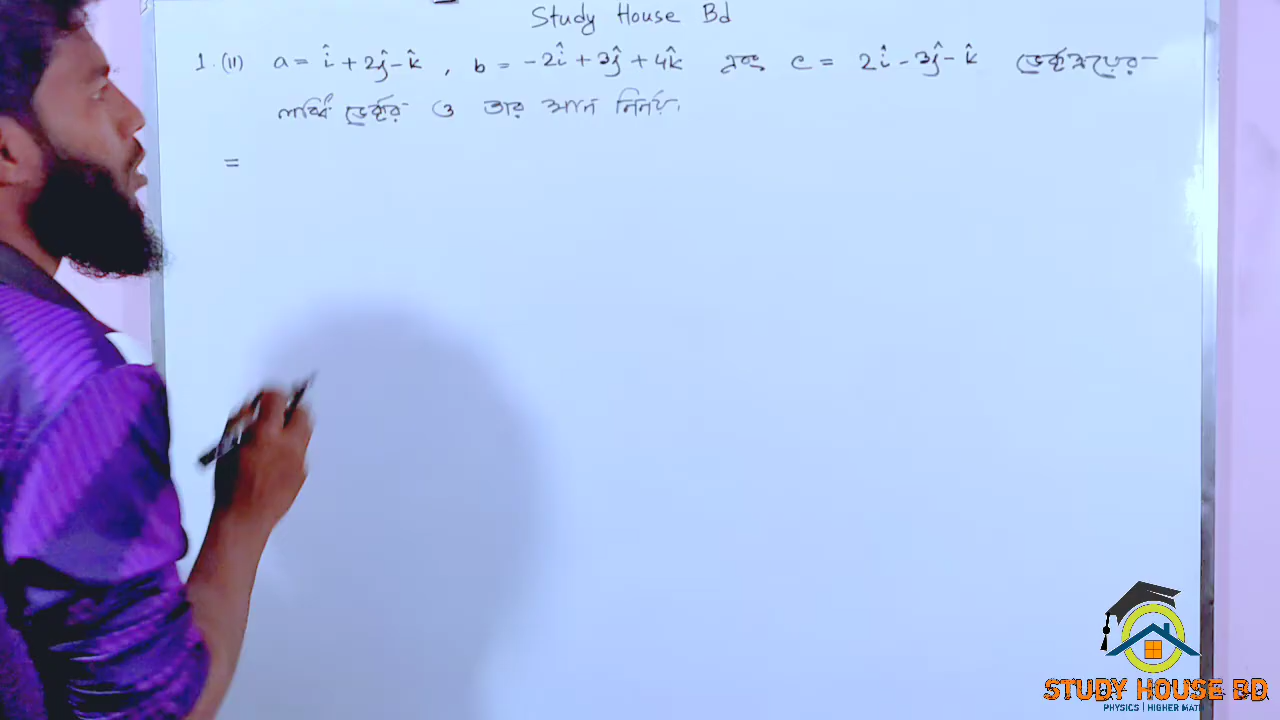 Study House Bd
1. (ii) a = î + 2ĵ - k̂ , b = -2î + 3ĵ + 4k̂ এবং c = 2î - 3ĵ - k̂ ভেক্টরত্রয়ের
লব্ধি ভেক্টর ও তার মান নির্নয়।
=
STUDY HOUSE BD
PHYSICS | HIGHER MATH